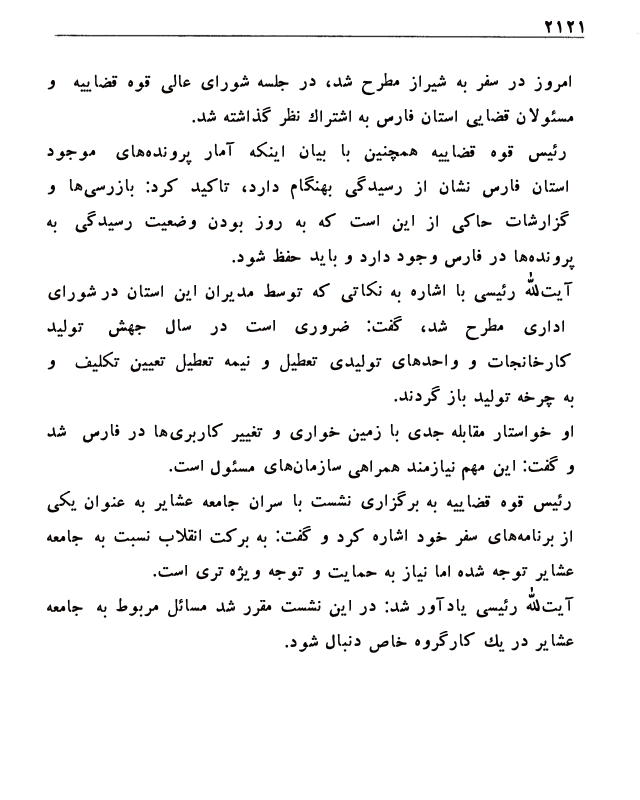 ۲۱۲۱
امروز در سفر به شیراز مطرح شد، در جلسه شورای عالی قوه قضاییه و
مسئولان قضایی استان فارس به اشتراك نظر گذاشته شد.
رئیس قوه قضاییه همچنین با بیان اینکه آمار پرونده‌های موجود
استان فارس نشان از رسیدگی بهنگام دارد، تاکید کرد: بازرسی‌ها و
گزارشات حاکی از این است که به روز بودن وضعیت رسیدگی به
پرونده‌ها در فارس وجود دارد و باید حفظ شود.
آیت‌الله رئیسی با اشاره به نکاتی که توسط مدیران این استان در شورای
اداری مطرح شد، گفت: ضروری است در سال جهش تولید
کارخانجات و واحدهای تولیدی تعطیل و نیمه تعطیل تعیین تکلیف و
به چرخه تولید باز گردند.
او خواستار مقابله جدی با زمین خواری و تغییر کاربری‌ها در فارس شد
و گفت: این مهم نیازمند همراهی سازمان‌های مسئول است.
رئیس قوه قضاییه به برگزاری نشست با سران جامعه عشایر به عنوان یکی
از برنامه‌های سفر خود اشاره کرد و گفت: به برکت انقلاب نسبت به جامعه
عشایر توجه شده اما نیاز به حمایت و توجه ویژه تری است.
آیت‌الله رئیسی یادآور شد: در این نشست مقرر شد مسائل مربوط به جامعه
عشایر در یك کارگروه خاص دنبال شود.